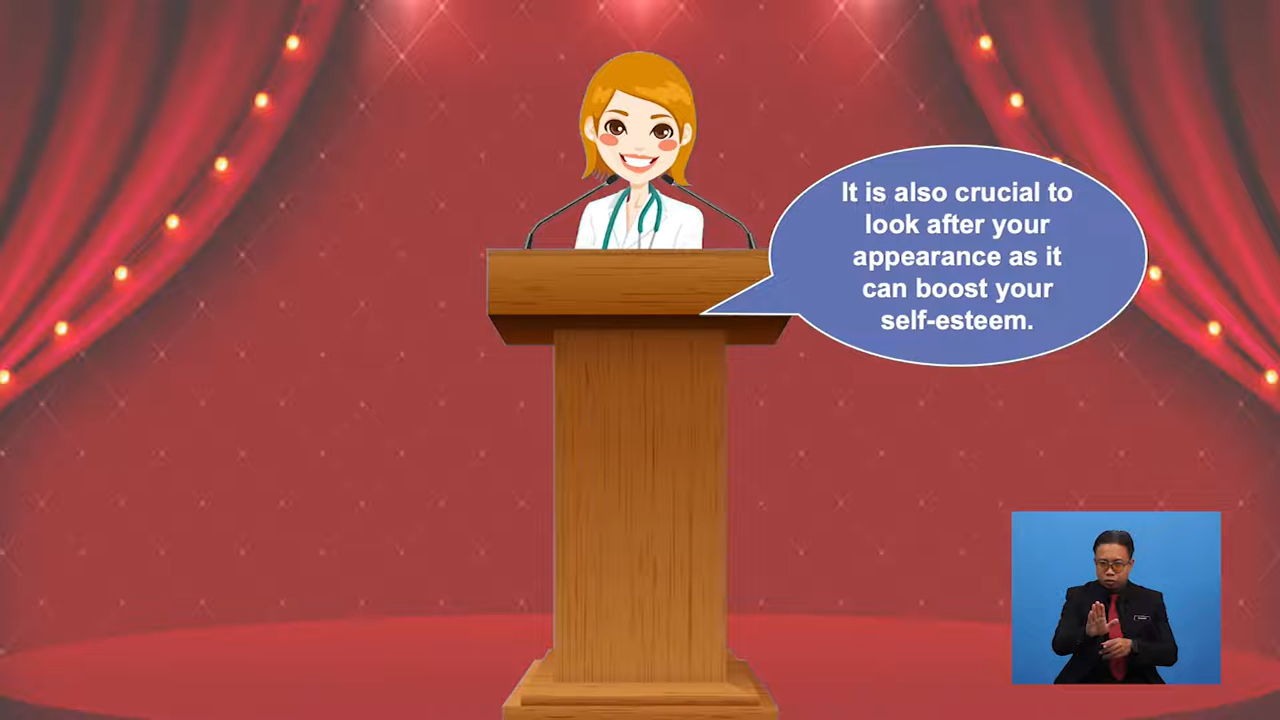 It is also crucial to
look after your
appearance as it
can boost your
self-esteem.